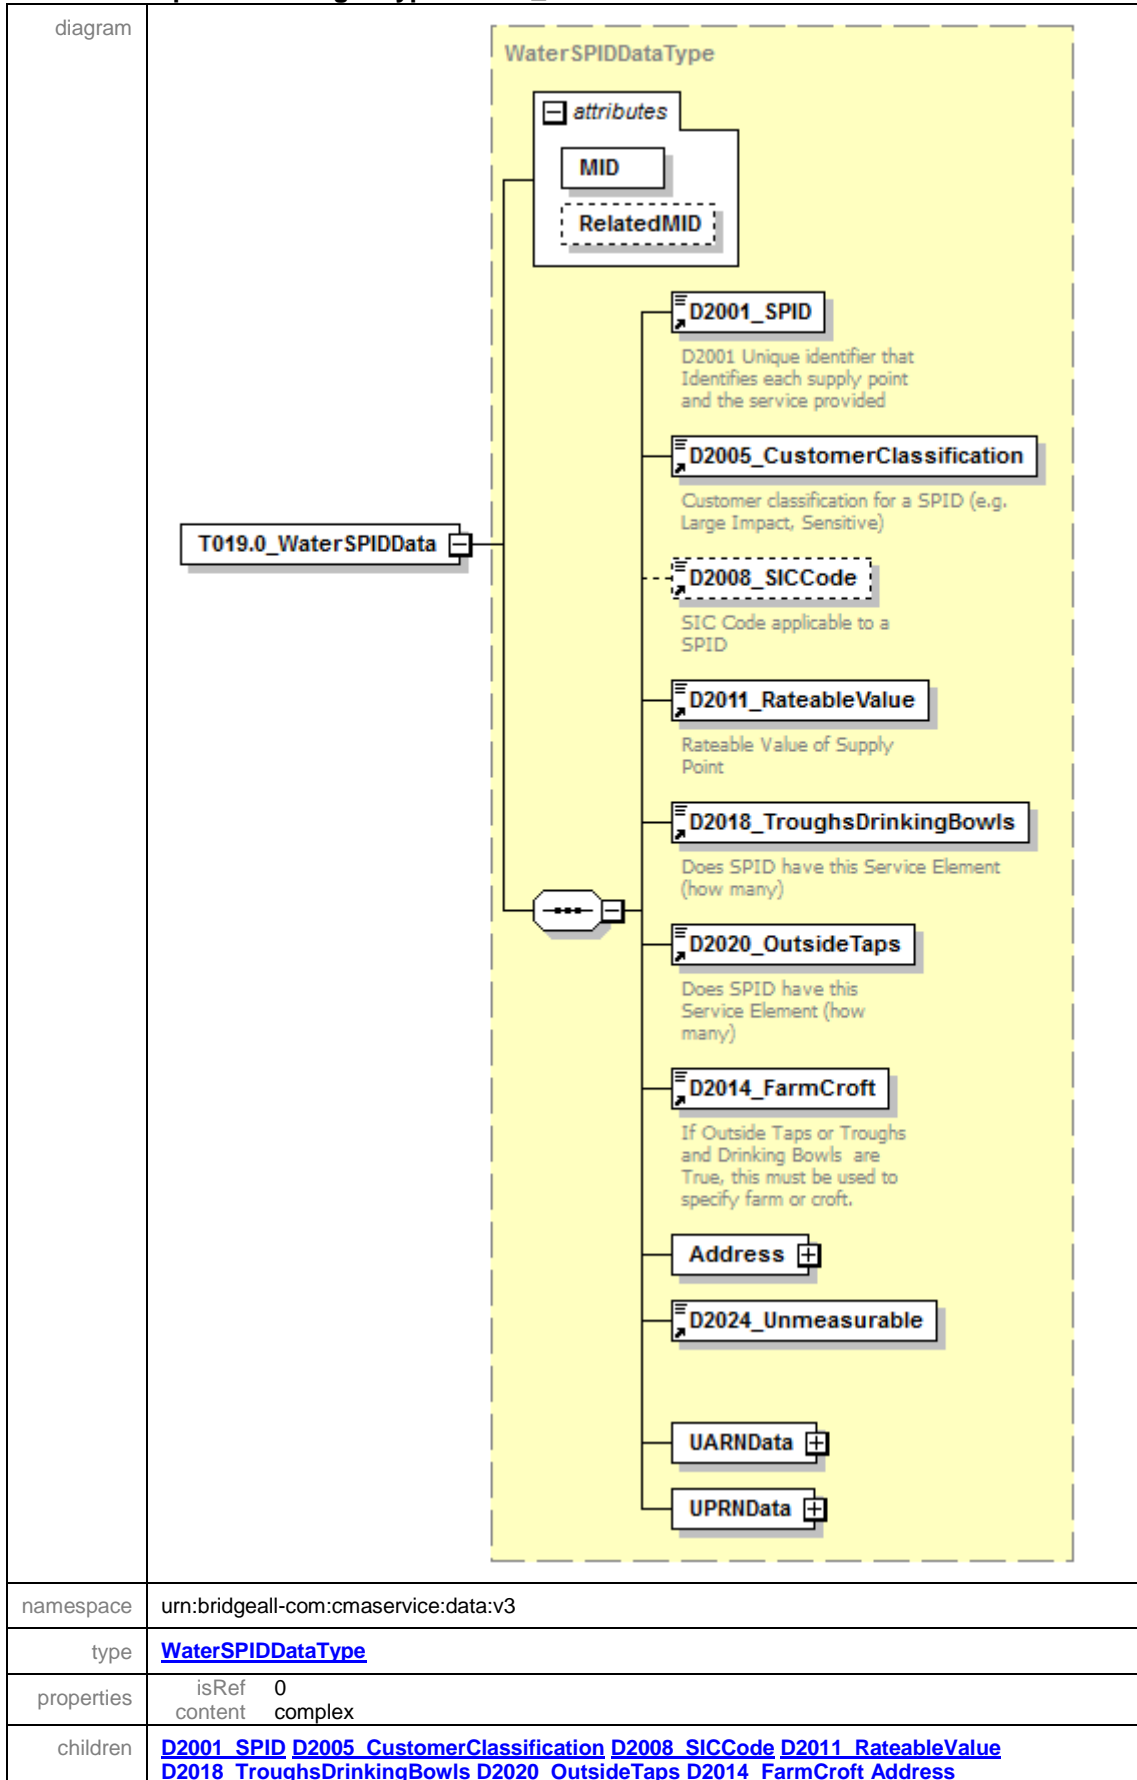 diagram
WaterSPIDDataType
attributes
MID
RelatedMID
D2001_SPID
D2001 Unique identifier that
Identifies each supply point
and the service provided
D2005_CustomerClassification
Customer classification for a SPID (e.g.
Large Impact, Sensitive)
T019.0_WaterSPIDData
D2008_SICCode
SIC Code applicable to a
SPID
D2011_RateableValue
Rateable Value of Supply
Point
D2018_TroughsDrinkingBowls
Does SPID have this Service Element
(how many)
D2020_OutsideTaps
Does SPID have this
Service Element (how
many)
D2014_FarmCroft
If Outside Taps or Troughs
and Drinking Bowls are
True, this must be used to
specify farm or croft.
Address
D2024_Unmeasurable
UARNData
UPRNData
namespace urn:bridgeall-com:cmaservice:data:v3
type WaterSPIDDataType
properties isRef 0
content complex
children D2001_SPID D2005_CustomerClassification D2008_SICCode D2011_RateableValue
D2018_TroughsDrinkingBowls D2020_OutsideTaps D2014_FarmCroft Address